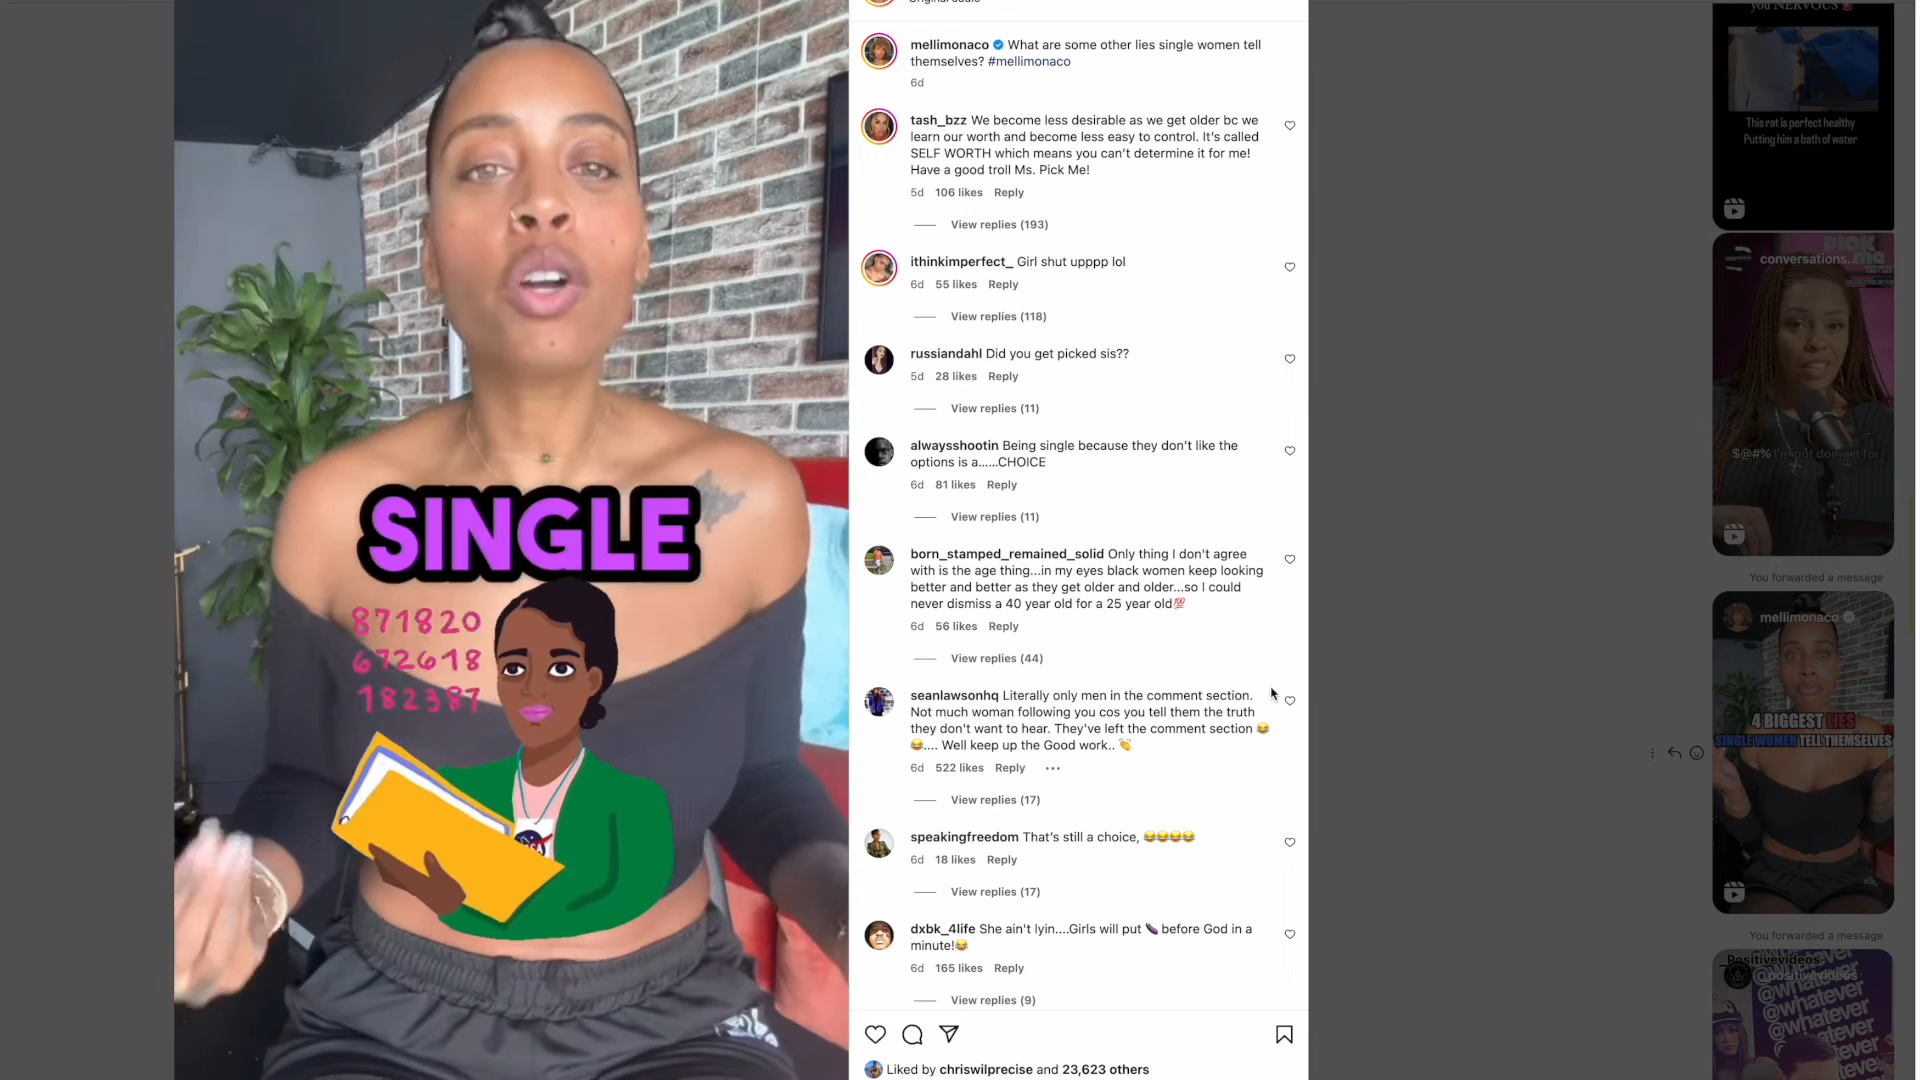 SINGLE
871820
672618
182387
mellimonaco What are some other lies single women tell
themselves? #mellimonaco
6d
tash_bzz We become less desirable as we get older bc we
learn our worth and become less easy to control. It's called
SELF WORTH which means you can't determine it for me!
Have a good troll Ms. Pick Me!
5d 106 likes Reply
View replies (193)
ithinkimperfect_ Girl shut upppp lol
6d 55 likes Reply
View replies (118)
russiandahl Did you get picked sis??
5d 28 likes Reply
View replies (11)
alwaysshootin Being single because they don't like the
options is a......CHOICE
6d 81 likes Reply
View replies (11)
born_stamped_remained_solid Only thing I don't agree
with is the age thing...in my eyes black women keep looking
better and better as they get older and older...so I could
never dismiss a 40 year old for a 25 year old💯
6d 56 likes Reply
View replies (44)
seanlawsonhq Literally only men in the comment section.
Not much woman following you cos you tell them the truth
they don't want to hear. They've left the comment section 😂
😂.... Well keep up the Good work.. 👏
6d 522 likes Reply
View replies (17)
speakingfreedom That's still a choice, 😂😂😂😂
6d 18 likes Reply
View replies (17)
dxbk_4life She ain't lyin....Girls will put 🍆 before God in a
minute!😂
6d 165 likes Reply
View replies (9)
Liked by chriswilprecise and 23,623 others
you NERVOUS
This rat is perfect healthy
Putting him a bath of water
PICK
me
conversations...
$@#% I'm not doing it for
You forwarded a message
mellimonaco
4 BIGGEST LIES
SINGLE WOMEN TELL THEMSELVES
You forwarded a message
Positivevideos
@positivevideos
@whatever
@whatever
@whatever